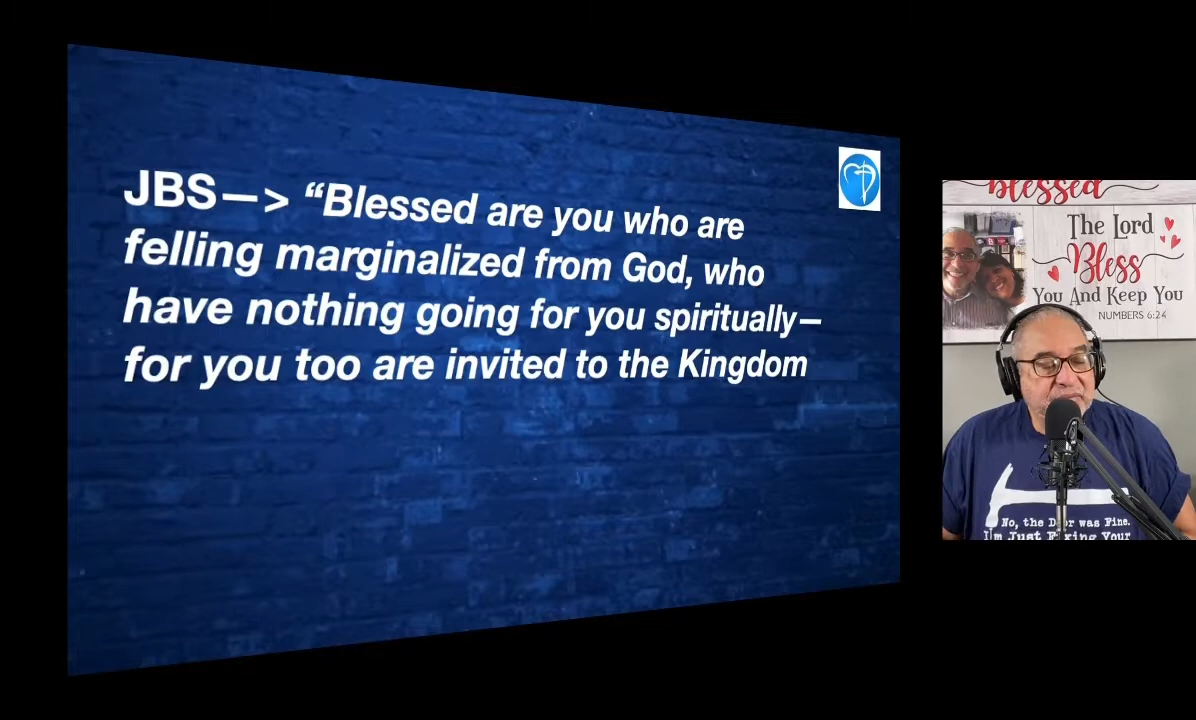 JBS—> “Blessed are you who are
felling marginalized from God, who
have nothing going for you spiritually—
for you too are invited to the Kingdom
blessed
The Lord
Bless
You And Keep You
NUMBERS 6:24
No, the Door was Fine.
I'm Just Fixing Your